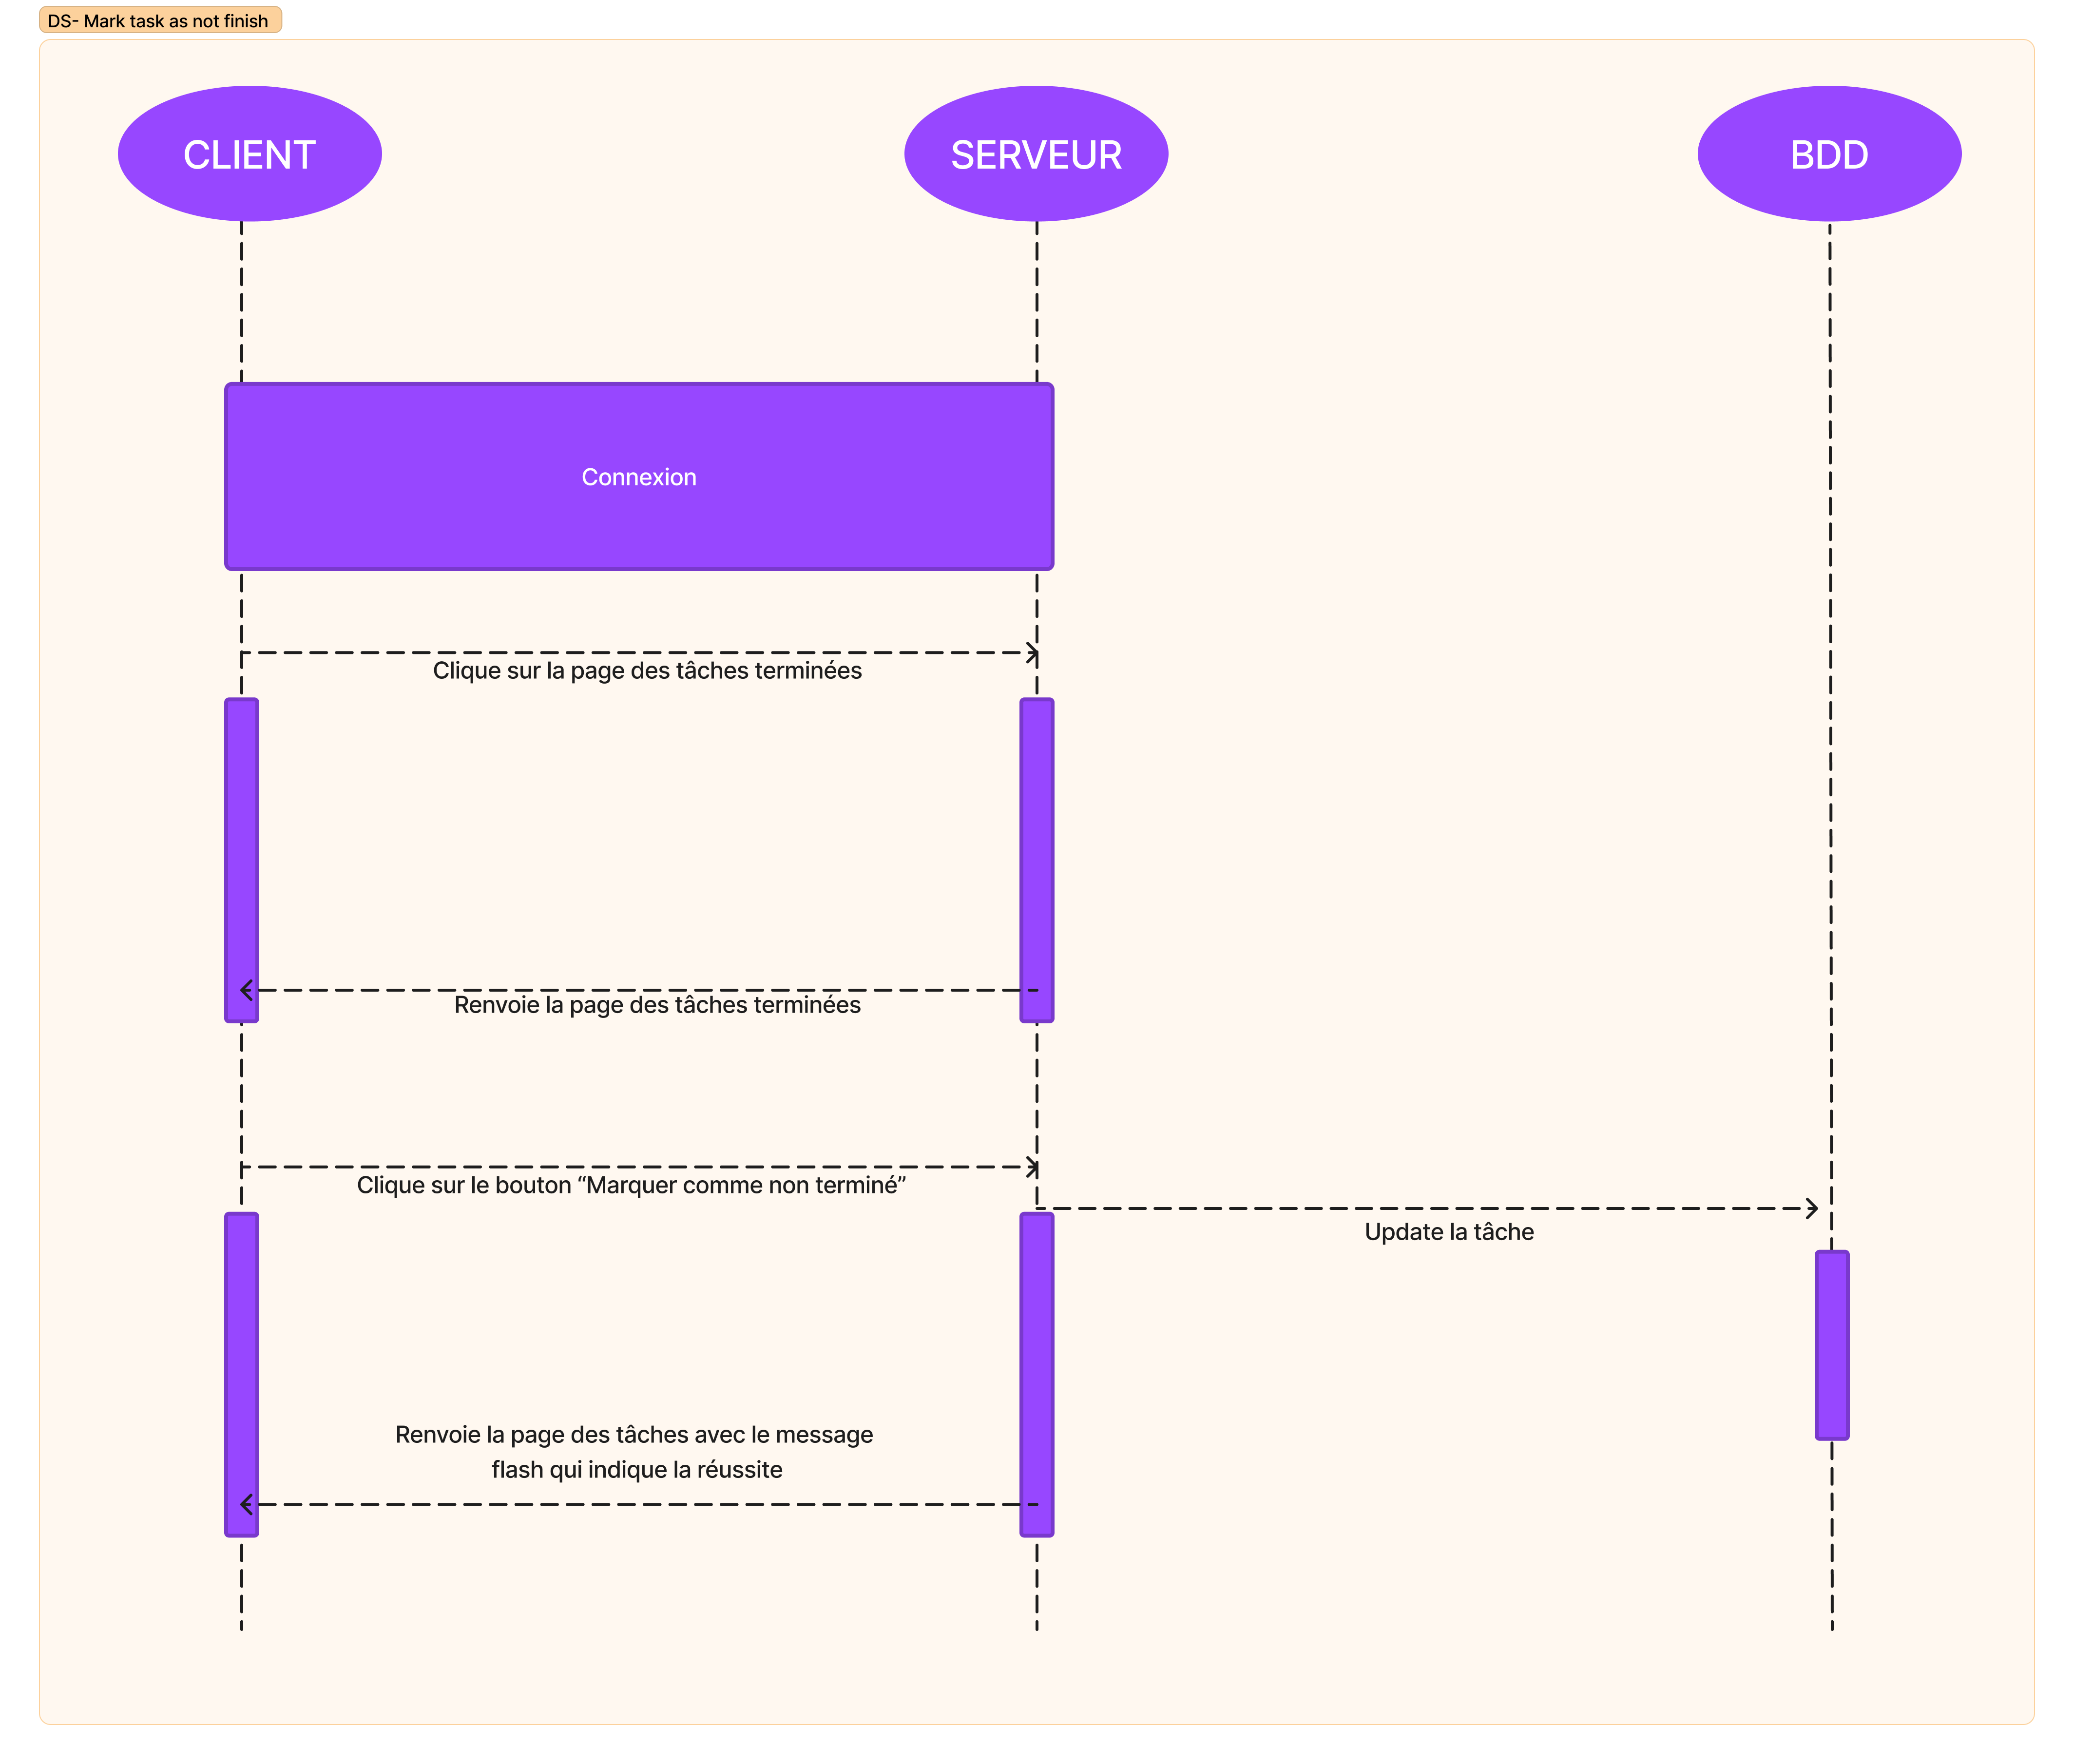 DS- Mark task as not finish
CLIENT
SERVEUR
BDD
Connexion
Clique sur la page des tâches terminées
Renvoie la page des tâches terminées
Clique sur le bouton “Marquer comme non terminé”
Update la tâche
Renvoie la page des tâches avec le message
flash qui indique la réussite